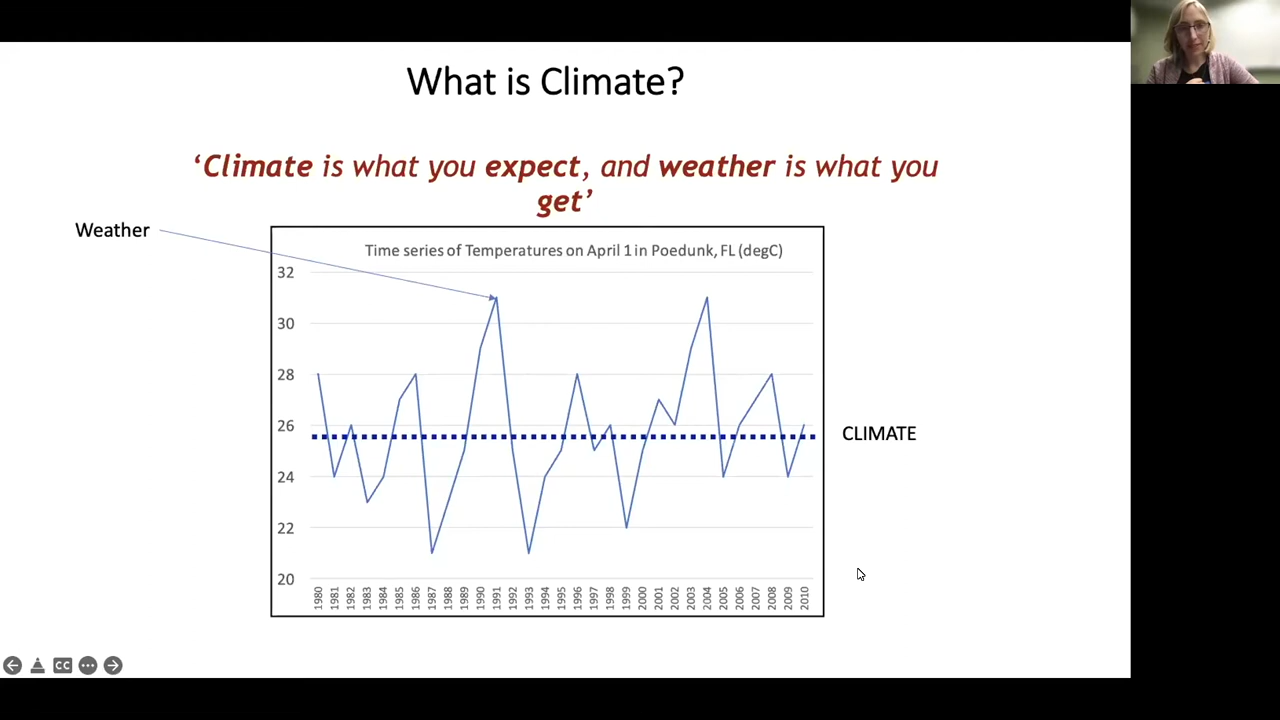 What is Climate?
‘Climate is what you expect, and weather is what you
get’
Weather
Time series of Temperatures on April 1 in Poedunk, FL (degC)
32
30
28
26
24
22
20
CLIMATE
1980 1981 1982 1983 1984 1985 1986 1987 1988 1989 1990 1991 1992 1993 1994 1995 1996 1997 1998 1999 2000 2001 2002 2003 2004 2005 2006 2007 2008 2009 2010
CC